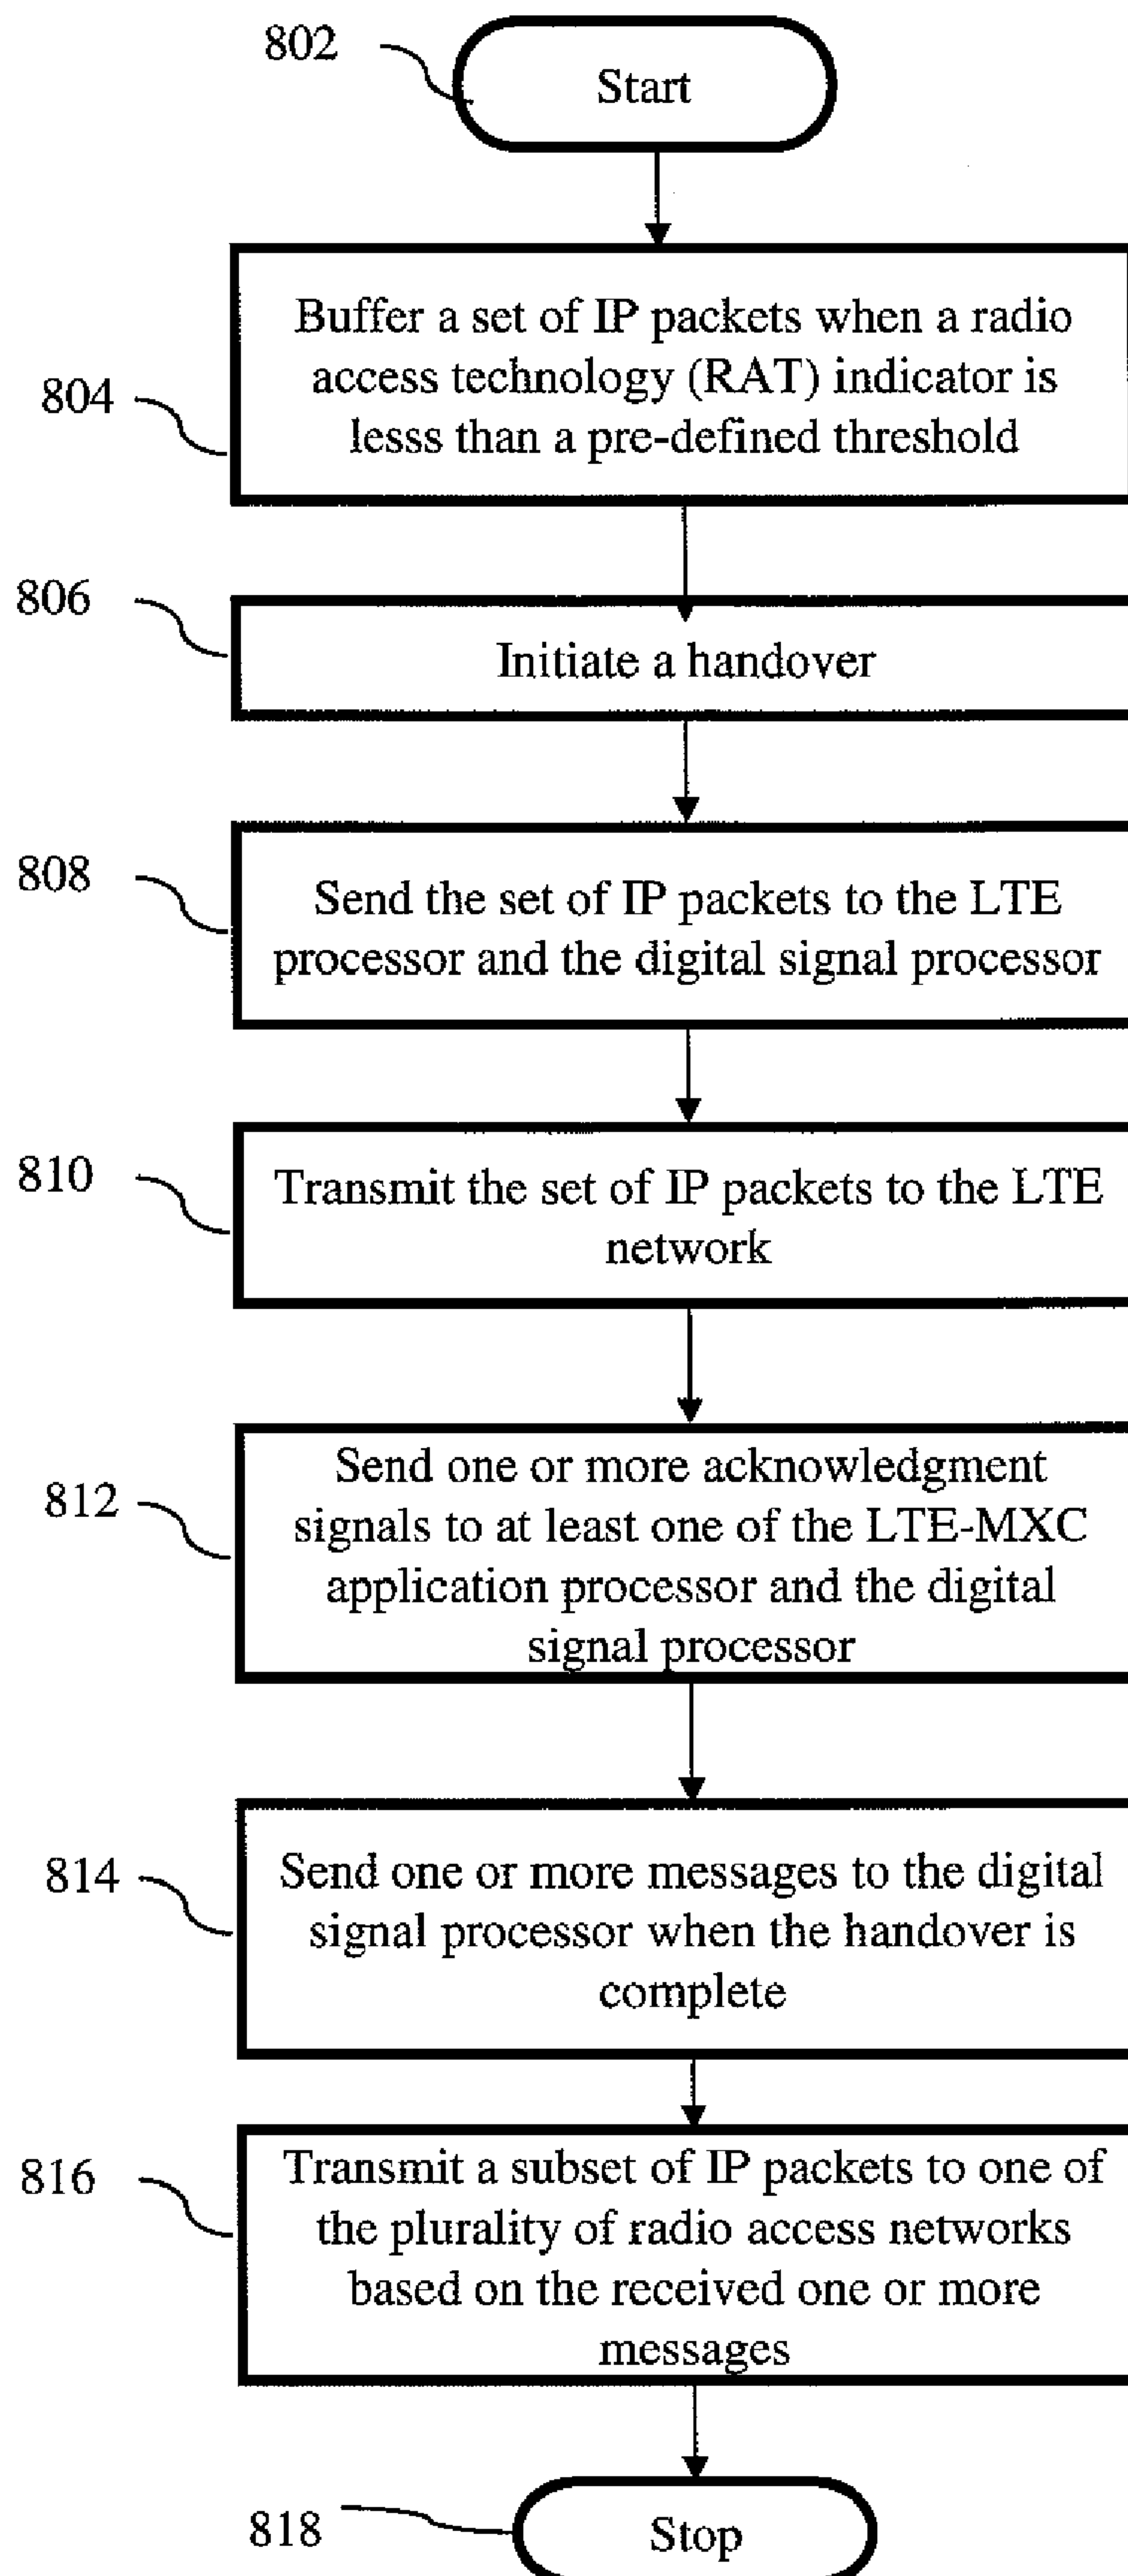 802
Start
804
Buffer a set of IP packets when a radio
access technology (RAT) indicator is
lesss than a pre-defined threshold
806
Initiate a handover
808
Send the set of IP packets to the LTE
processor and the digital signal processor
810
Transmit the set of IP packets to the LTE
network
812
Send one or more acknowledgment
signals to at least one of the LTE-MXC
application processor and the digital
signal processor
814
Send one or more messages to the digital
signal processor when the handover is
complete
816
Transmit a subset of IP packets to one of
the plurality of radio access networks
based on the received one or more
messages
818
Stop